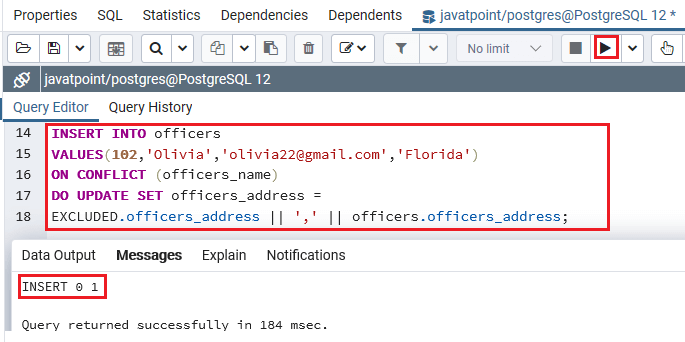 Properties SQL Statistics Dependencies Dependents javatpoint/postgres@PostgreSQL 12 *
No limit
javatpoint/postgres@PostgreSQL 12
Query Editor Query History
14 INSERT INTO officers
15 VALUES(102,'Olivia','olivia22@gmail.com','Florida')
16 ON CONFLICT (officers_name)
17 DO UPDATE SET officers_address =
18 EXCLUDED.officers_address || ',' || officers.officers_address;
Data Output Messages Explain Notifications
INSERT 0 1
Query returned successfully in 184 msec.